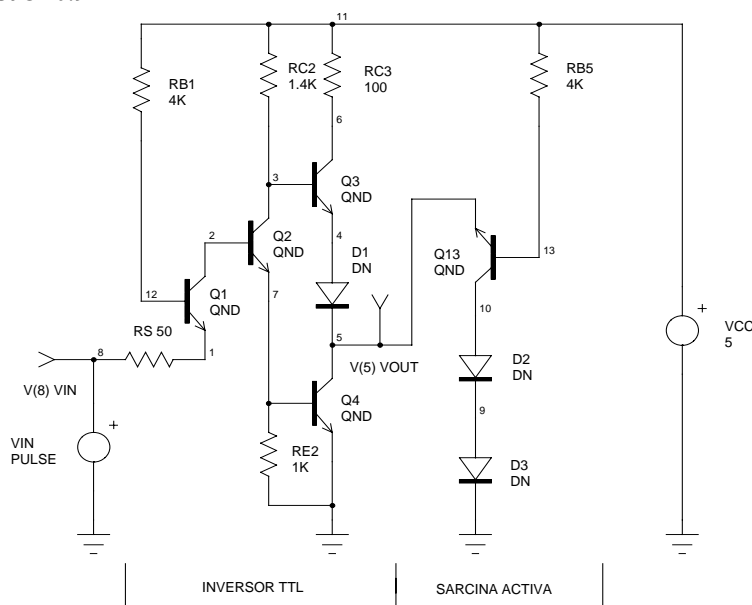 11
RB1
4K
RC2
1.4K
RC3
100
RB5
4K
6
3
Q3
QND
2
Q2
QND
4
D1
DN
Q13
QND
13
12
Q1
QND
7
10
RS 50
8
1
5
V(5) VOUT
VCC
5
+
V(8) VIN
D2
DN
Q4
QND
9
VIN
PULSE
+
RE2
1K
D3
DN
INVERSOR TTL
SARCINA ACTIVA